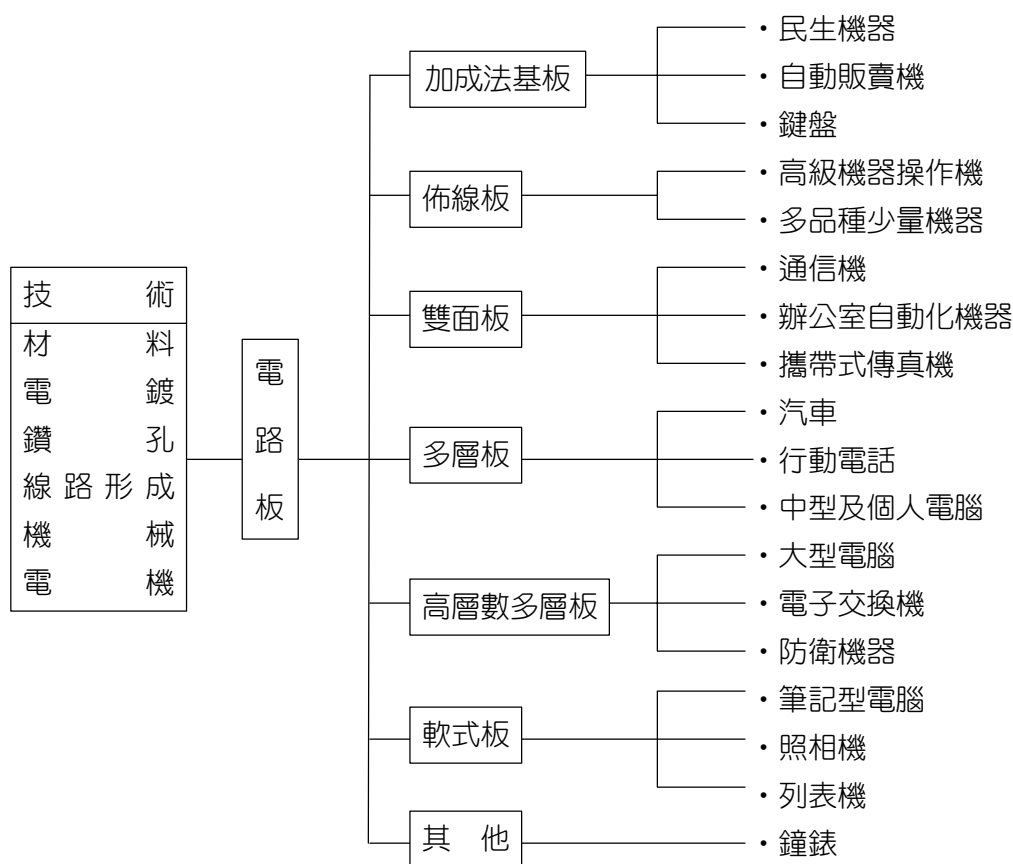 技術
材料
電鍍
鑽孔
線路形成
機械
電機
電路板
加成法基板
・民生機器
・自動販賣機
・鍵盤
佈線板
・高級機器操作機
・多品種少量機器
雙面板
・通信機
・辦公室自動化機器
・攜帶式傳真機
多層板
・汽車
・行動電話
・中型及個人電腦
高層數多層板
・大型電腦
・電子交換機
・防衛機器
軟式板
・筆記型電腦
・照相機
・列表機
其他
・鐘錶